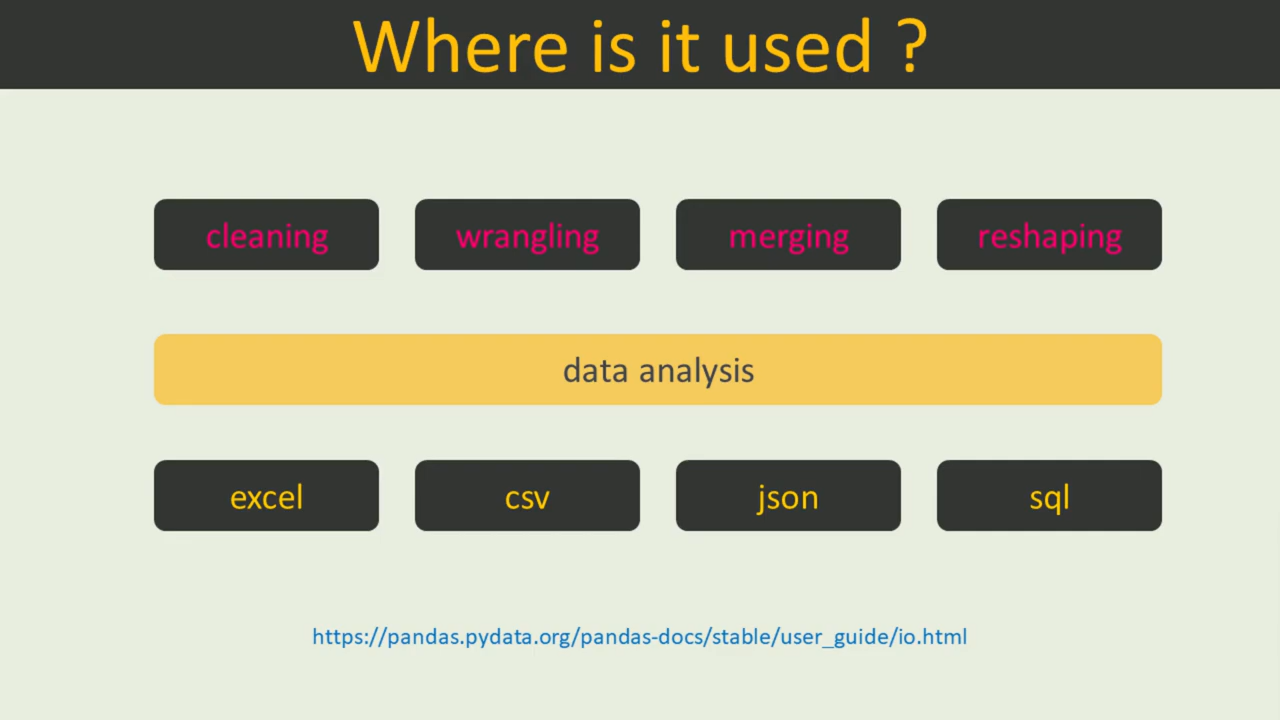 Where is it used ?
cleaning wrangling merging reshaping
data analysis
excel csv json sql
https://pandas.pydata.org/pandas-docs/stable/user_guide/io.html